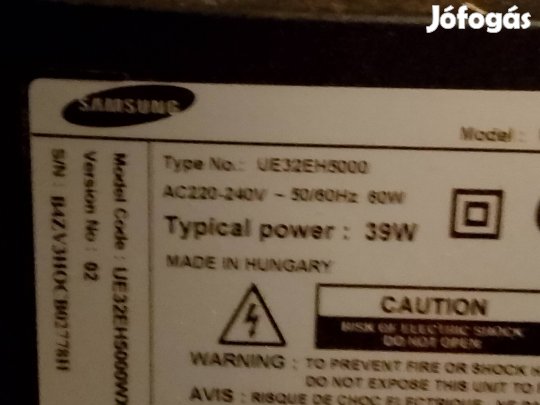 Jófogás
SAMSUNG
Model :
Type No.: UE32EH5000
AC220-240V ~ 50/60Hz 60W
Typical power : 39W
MADE IN HUNGARY
CAUTION
RISK OF ELECTRIC SHOCK
DO NOT OPEN
WARNING : TO PREVENT FIRE OR SHOCK
DO NOT EXPOSE THIS UNIT TO
AVIS : RISQUE DE CHOC ELECTRIQUE
Model Code : UE32EH5000WX
Version No : 02
S/N :